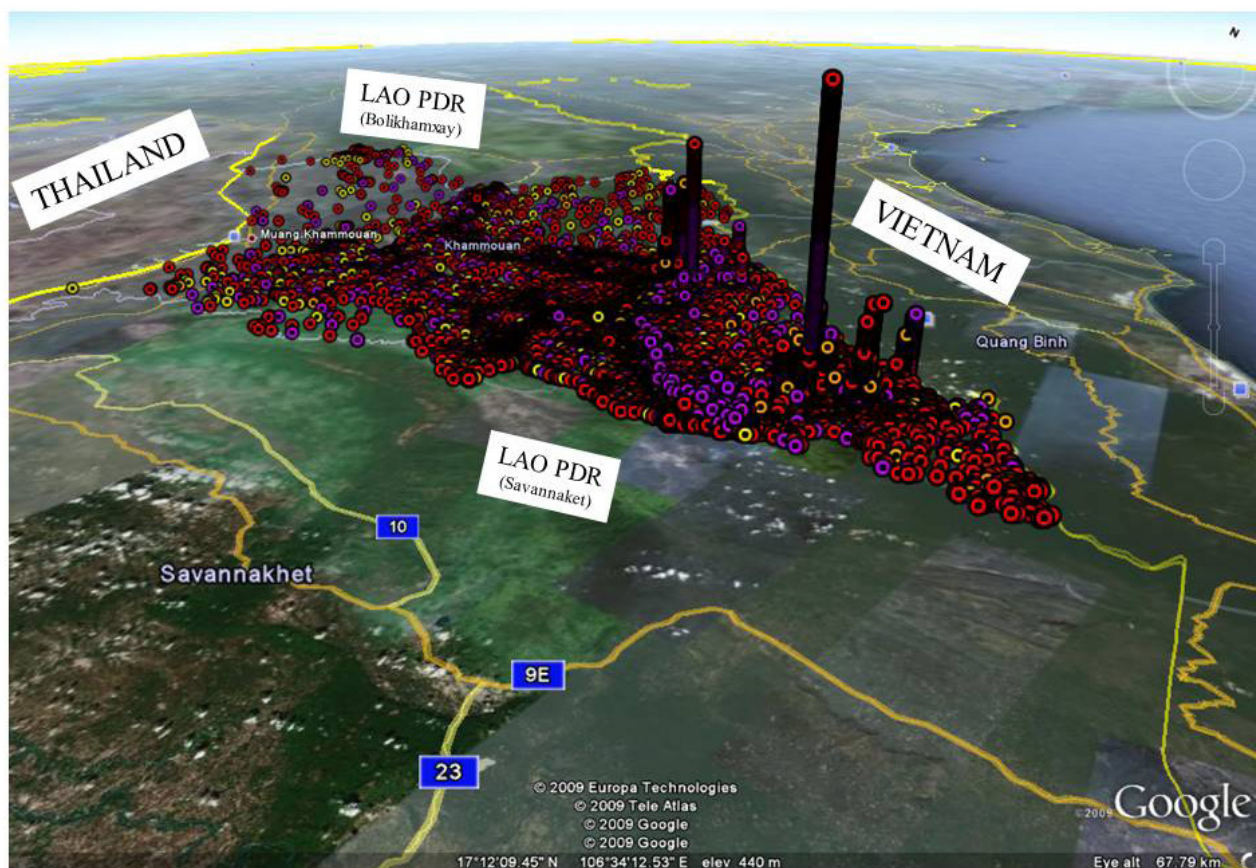 N
LAO PDR
(Bolikhamxay)
THAILAND
VIETNAM
Muang Khammouan
Khammouan
Quang Binh
LAO PDR
(Savannaket)
10
Savannakhet
9E
23
© 2009 Europa Technologies
© 2009 Tele Atlas
© 2009 Google
© 2009 Google
©2009 Google
17°12'09.45" N 106°34'12.53" E elev 440 m
Eye alt 67.79 km